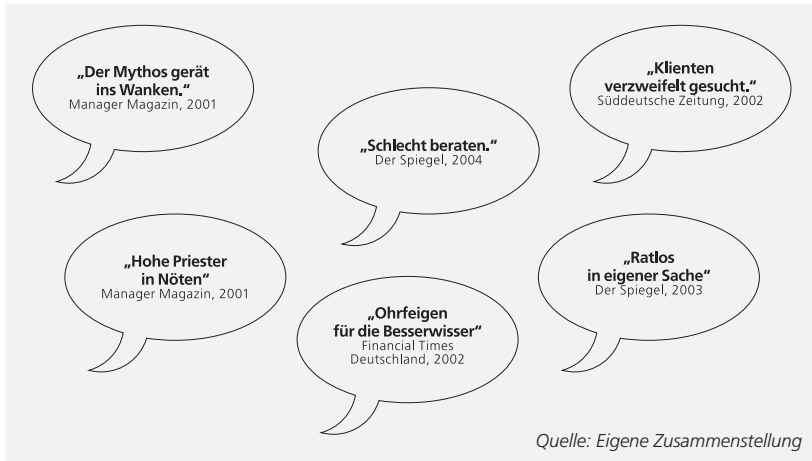 „Der Mythos gerät
ins Wanken.“
Manager Magazin, 2001
„Klienten
verzweifelt gesucht.“
Süddeutsche Zeitung, 2002
„Schlecht beraten.“
Der Spiegel, 2004
„Hohe Priester
in Nöten“
Manager Magazin, 2001
„Ratlos
in eigener Sache“
Der Spiegel, 2003
„Ohrfeigen
für die Besserwisser“
Financial Times
Deutschland, 2002
Quelle: Eigene Zusammenstellung